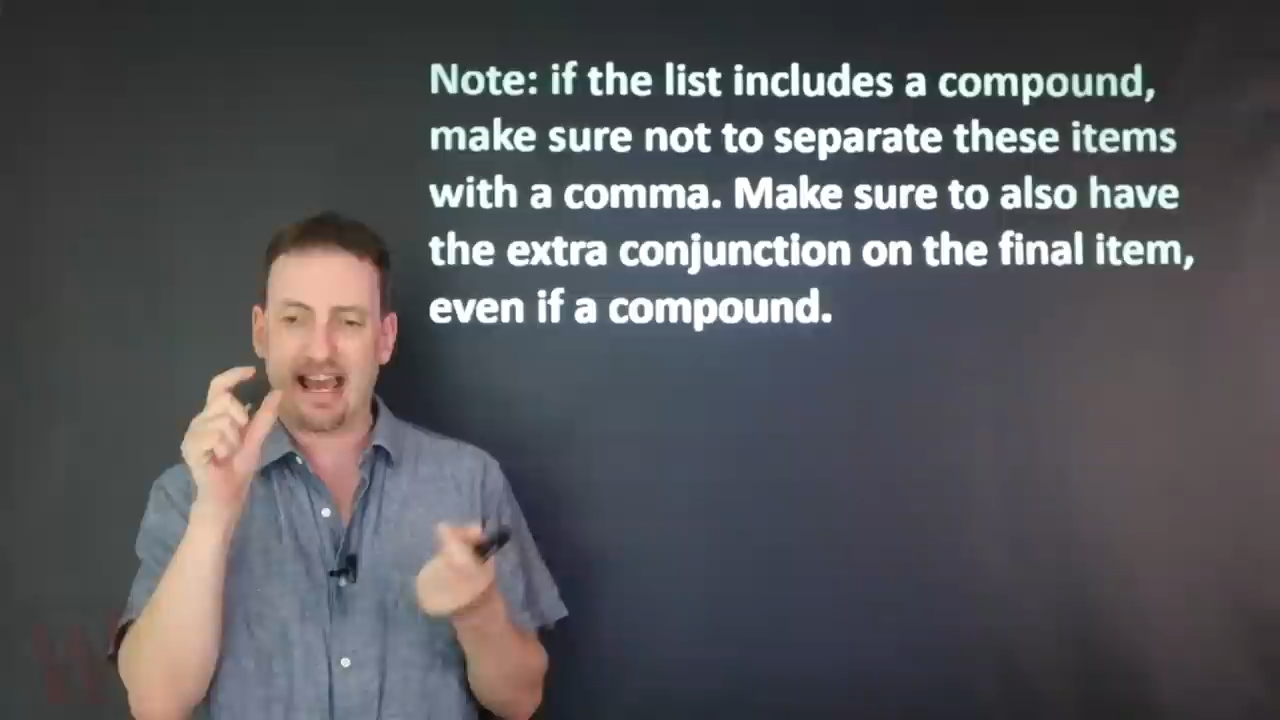 Note: if the list includes a compound,
make sure not to separate these items
with a comma. Make sure to also have
the extra conjunction on the final item,
even if a compound.